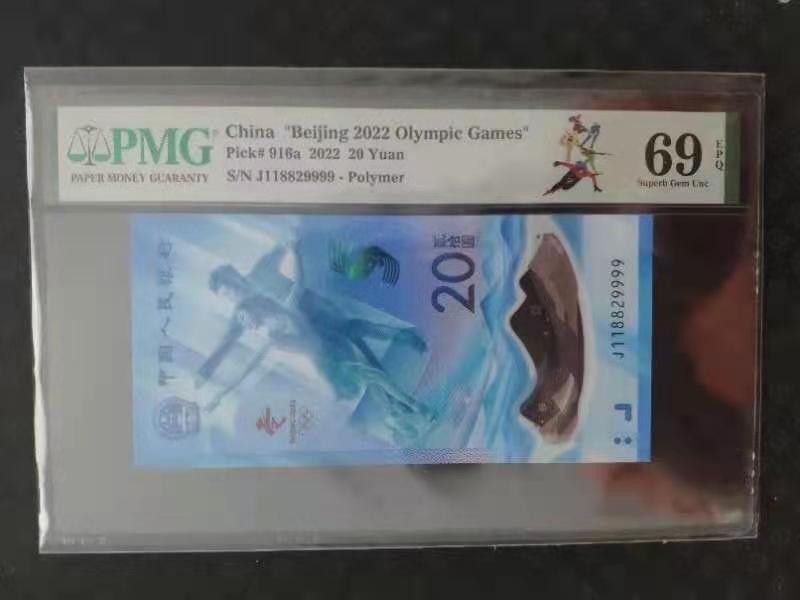 PMG
PAPER MONEY GUARANTY
China "Beijing 2022 Olympic Games"
Pick# 916a 2022 20 Yuan
S/N J118829999 - Polymer
69
EPQ
Superb Gem Unc
中国人民银行
20
贰拾圆
J118829999